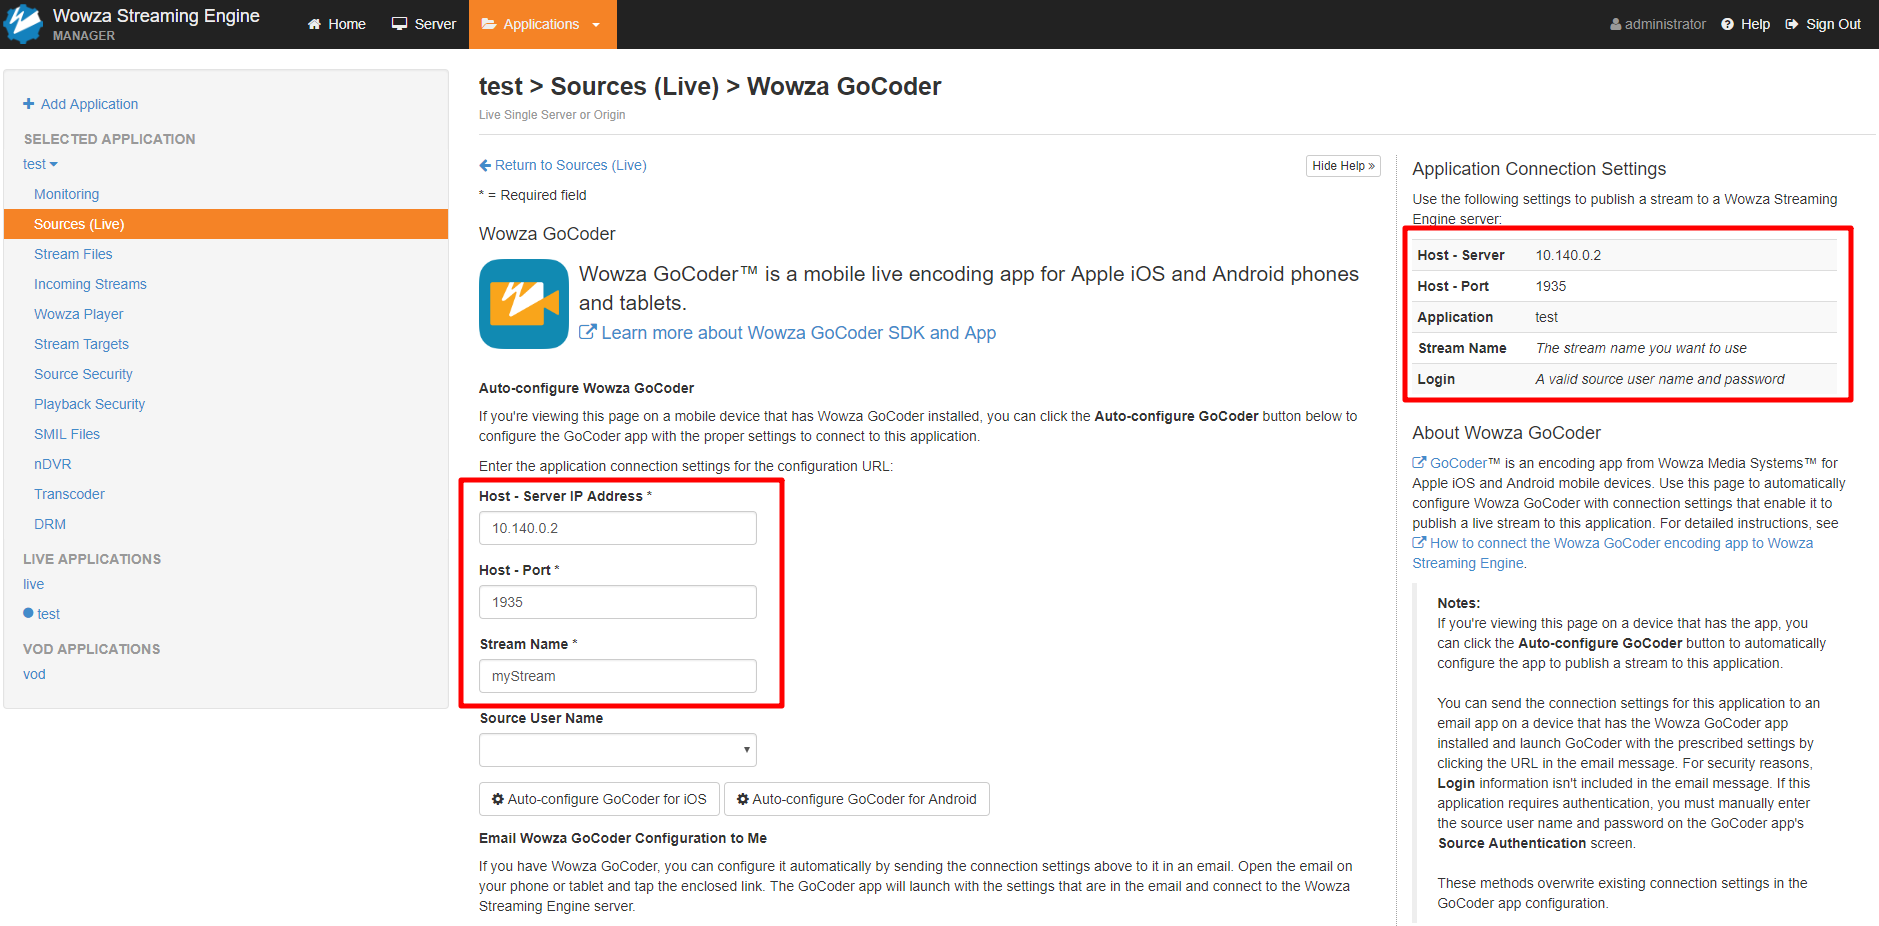 Wowza Streaming Engine
MANAGER
Home
Server
Applications
administrator
Help
Sign Out
Add Application
SELECTED APPLICATION
test
Monitoring
Sources (Live)
Stream Files
Incoming Streams
Wowza Player
Stream Targets
Source Security
Playback Security
SMIL Files
nDVR
Transcoder
DRM
LIVE APPLICATIONS
live
test
VOD APPLICATIONS
vod
test > Sources (Live) > Wowza GoCoder
Live Single Server or Origin
Return to Sources (Live)
Hide Help »
* = Required field
Wowza GoCoder
Wowza GoCoder™ is a mobile live encoding app for Apple iOS and Android phones
and tablets.
Learn more about Wowza GoCoder SDK and App
Auto-configure Wowza GoCoder
If you're viewing this page on a mobile device that has Wowza GoCoder installed, you can click the Auto-configure GoCoder button below to
configure the GoCoder app with the proper settings to connect to this application.
Enter the application connection settings for the configuration URL:
Host - Server IP Address *
10.140.0.2
Host - Port *
1935
Stream Name *
myStream
Source User Name
Auto-configure GoCoder for iOS
Auto-configure GoCoder for Android
Email Wowza GoCoder Configuration to Me
If you have Wowza GoCoder, you can configure it automatically by sending the connection settings above to it in an email. Open the email on
your phone or tablet and tap the enclosed link. The GoCoder app will launch with the settings that are in the email and connect to the Wowza
Streaming Engine server.
Application Connection Settings
Use the following settings to publish a stream to a Wowza Streaming
Engine server:
Host - Server 10.140.0.2
Host - Port 1935
Application test
Stream Name The stream name you want to use
Login A valid source user name and password
About Wowza GoCoder
GoCoder™ is an encoding app from Wowza Media Systems™ for
Apple iOS and Android mobile devices. Use this page to automatically
configure Wowza GoCoder with connection settings that enable it to
publish a live stream to this application. For detailed instructions, see
How to connect the Wowza GoCoder encoding app to Wowza
Streaming Engine.
Notes:
If you're viewing this page on a device that has the app, you
can click the Auto-configure GoCoder button to automatically
configure the app to publish a stream to this application.
You can send the connection settings for this application to an
email app on a device that has the Wowza GoCoder app
installed and launch GoCoder with the prescribed settings by
clicking the URL in the email message. For security reasons,
Login information isn't included in the email message. If this
application requires authentication, you must manually enter
the source user name and password on the GoCoder app's
Source Authentication screen.
These methods overwrite existing connection settings in the
GoCoder app configuration.